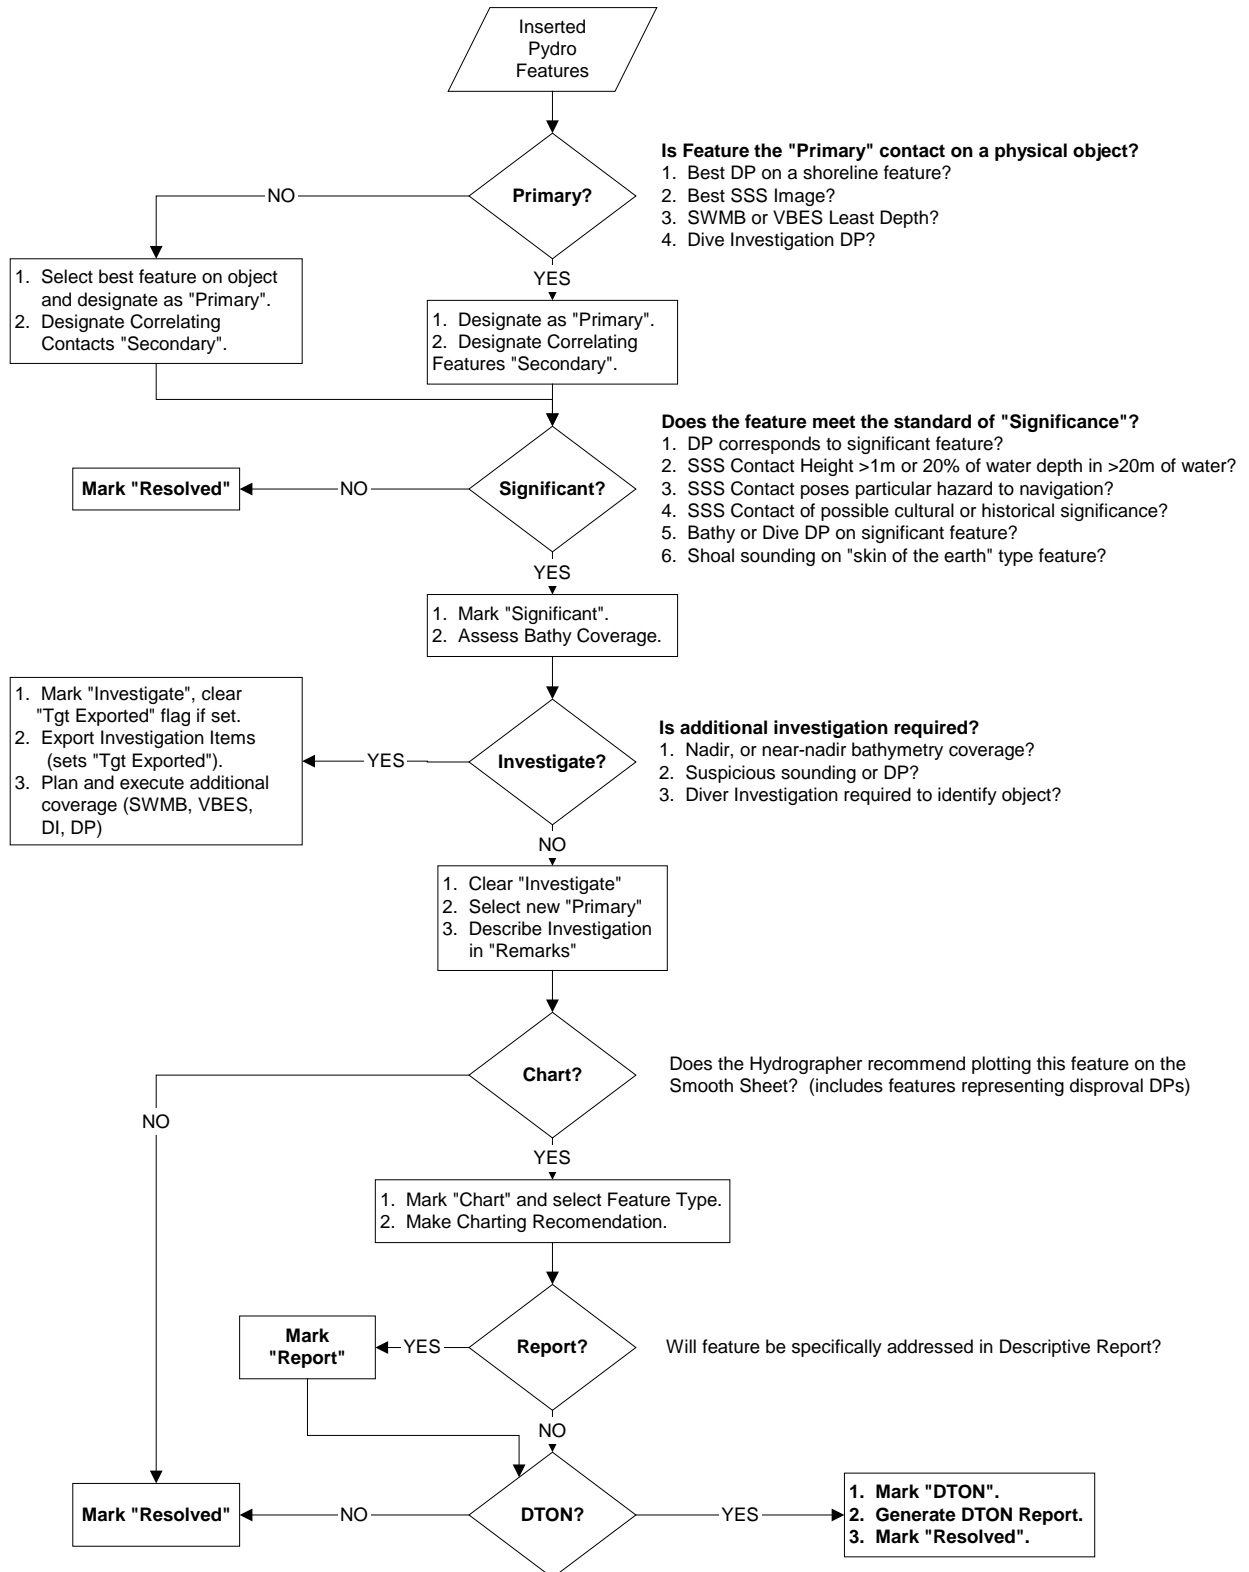 Inserted
Pydro
Features
Primary?
Is Feature the "Primary" contact on a physical object?
1. Best DP on a shoreline feature?
2. Best SSS Image?
3. SWMB or VBES Least Depth?
4. Dive Investigation DP?
NO
YES
1. Select best feature on object
and designate as "Primary".
2. Designate Correlating
Contacts "Secondary".
1. Designate as "Primary".
2. Designate Correlating
Features "Secondary".
Significant?
Does the feature meet the standard of "Significance"?
1. DP corresponds to significant feature?
2. SSS Contact Height >1m or 20% of water depth in >20m of water?
3. SSS Contact poses particular hazard to navigation?
4. SSS Contact of possible cultural or historical significance?
5. Bathy or Dive DP on significant feature?
6. Shoal sounding on "skin of the earth" type feature?
NO
Mark "Resolved"
YES
1. Mark "Significant".
2. Assess Bathy Coverage.
Investigate?
Is additional investigation required?
1. Nadir, or near-nadir bathymetry coverage?
2. Suspicious sounding or DP?
3. Diver Investigation required to identify object?
YES
1. Mark "Investigate", clear
"Tgt Exported" flag if set.
2. Export Investigation Items
(sets "Tgt Exported").
3. Plan and execute additional
coverage (SWMB, VBES,
DI, DP)
NO
1. Clear "Investigate"
2. Select new "Primary"
3. Describe Investigation
in "Remarks"
Chart?
Does the Hydrographer recommend plotting this feature on the
Smooth Sheet? (includes features representing disproval DPs)
NO
YES
1. Mark "Chart" and select Feature Type.
2. Make Charting Recomendation.
Report?
Will feature be specifically addressed in Descriptive Report?
YES
Mark
"Report"
NO
DTON?
NO
Mark "Resolved"
YES
1. Mark "DTON".
2. Generate DTON Report.
3. Mark "Resolved".